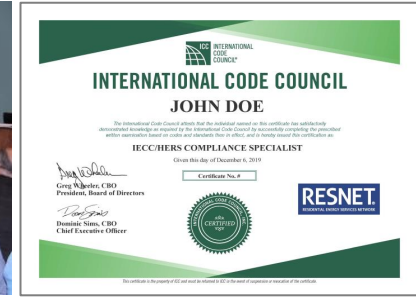 ICC INTERNATIONAL
CODE
COUNCIL®
INTERNATIONAL CODE COUNCIL
JOHN DOE
The International Code Council attests that the individual named on this certificate has satisfactorily
demonstrated knowledge as required by the International Code Council by successfully completing the prescribed
written examination based on codes and standards then in effect, and is hereby issued this certification as:
IECC/HERS COMPLIANCE SPECIALIST
Given this day of December 6, 2019
Certificate No. #
Greg Wheeler, CBO
President, Board of Directors
Dominic Sims, CBO
Chief Executive Officer
CERTIFIED
RESNET.
RESIDENTIAL ENERGY SERVICES NETWORK
This certificate is the property of ICC and must be returned to ICC in the event of suspension or revocation of the certificate.